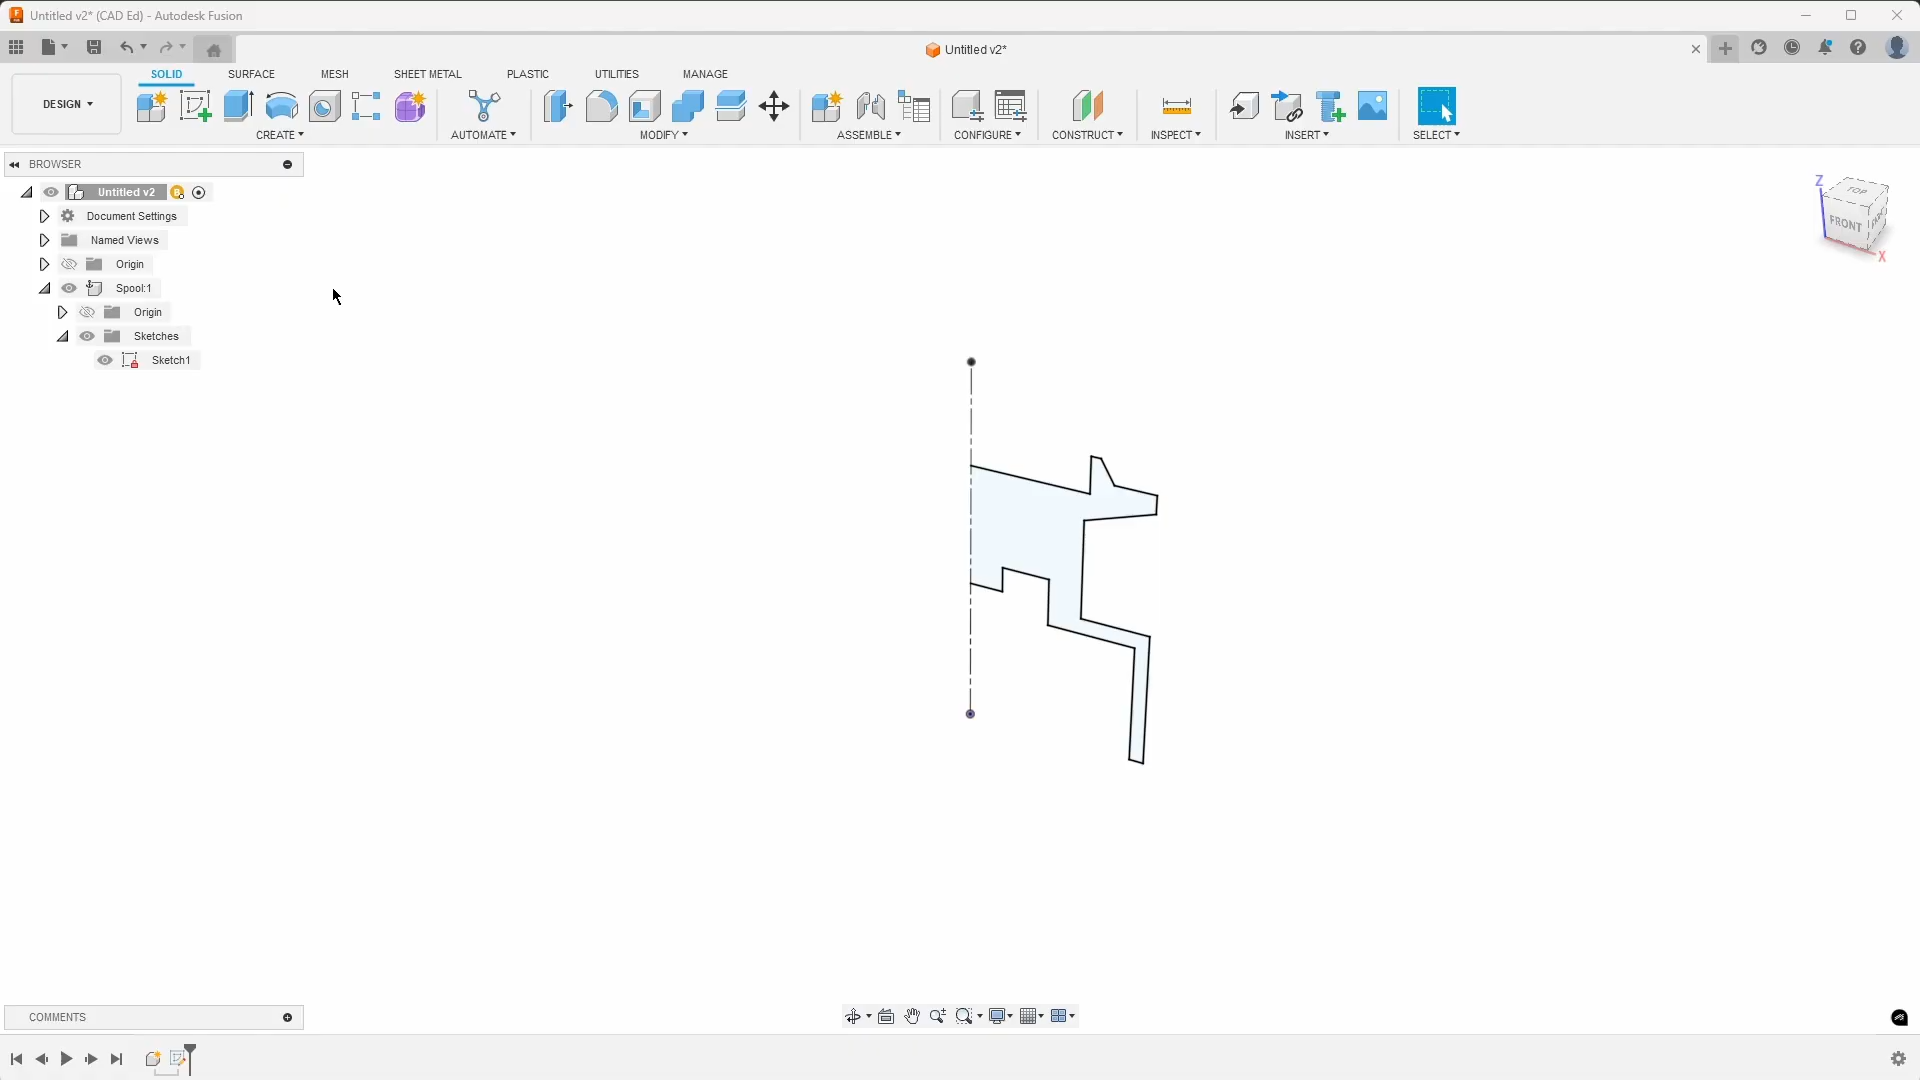 Untitled v2* (CAD Ed) - Autodesk Fusion
Untitled v2*
DESIGN
SOLID SURFACE MESH SHEET METAL PLASTIC UTILITIES MANAGE
CREATE AUTOMATE MODIFY ASSEMBLE CONFIGURE CONSTRUCT INSPECT INSERT SELECT
BROWSER
Untitled v2
Document Settings
Named Views
Origin
Spool:1
Origin
Sketches
Sketch1
Z
TOP
FRONT
X
COMMENTS